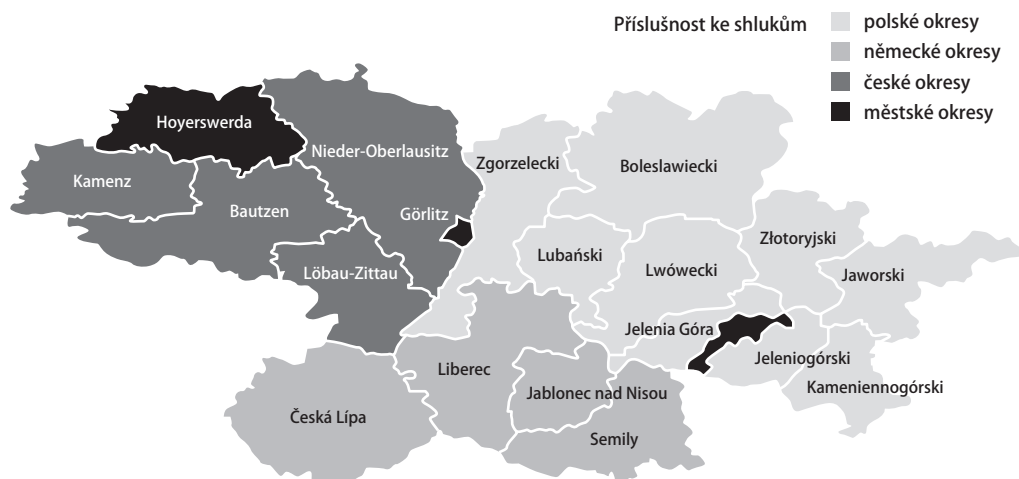 Příslušnost ke shlukům
polské okresy
německé okresy
české okresy
městské okresy
Hoyerswerda
Nieder-Oberlausitz
Zgorzelecki
Boleslawiecki
Kamenz
Bautzen
Görlitz
Lubański
Złotoryjski
Löbau-Zittau
Lwówecki
Jaworski
Jelenia Góra
Jeleniogórski
Liberec
Kameniennogórski
Jablonec nad Nisou
Česká Lípa
Semily